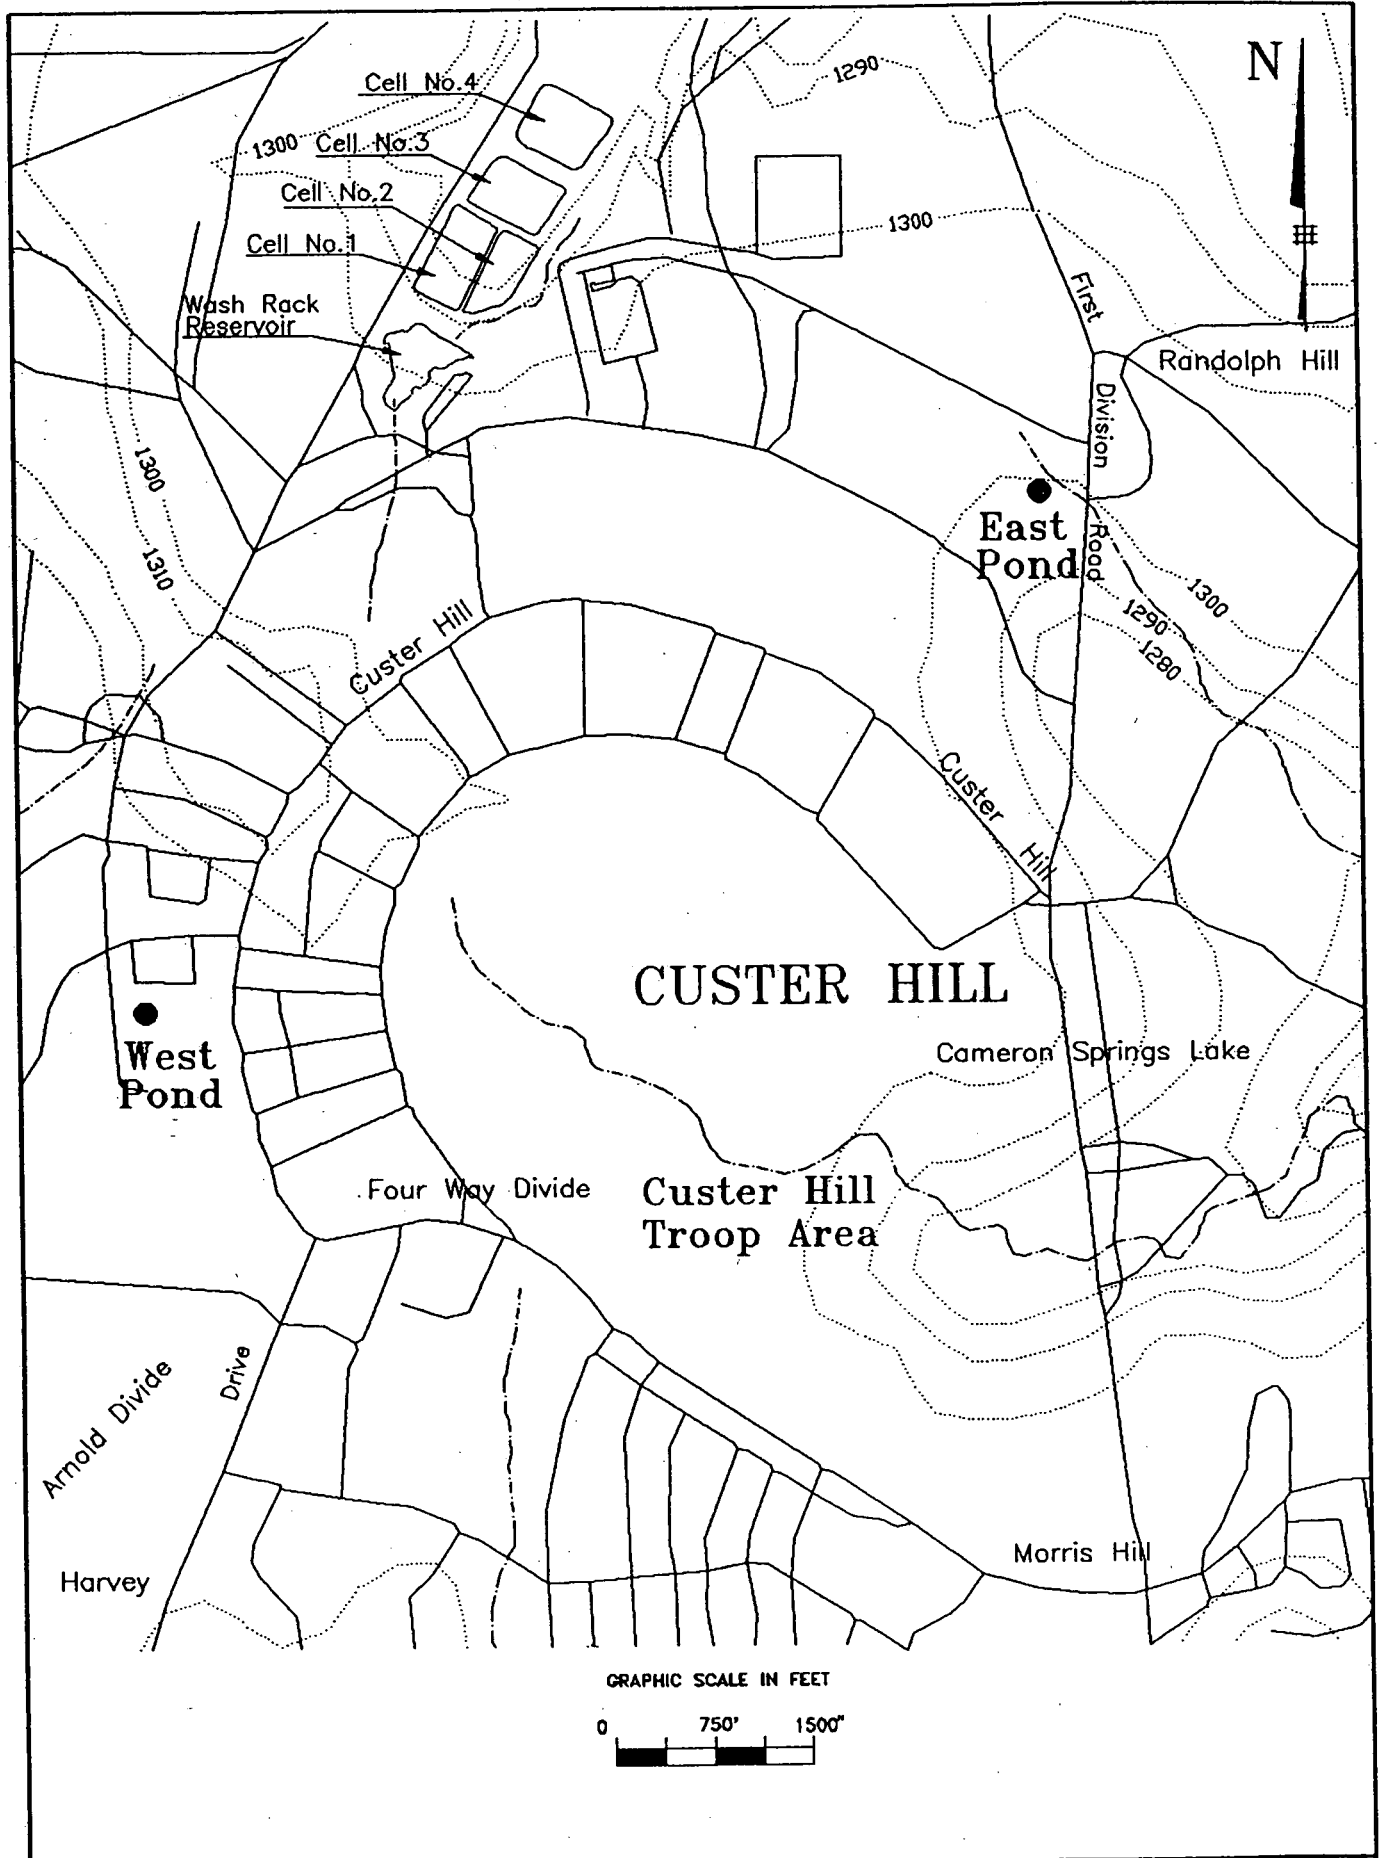 N
1290
Cell No.4
1300
Cell No.3
Cell No.2
1300
Cell No.1
First
Wash Rack
Reservoir
Randolph Hill
Division
1300
East
Pond
Road
1310
1300
1290
1280
Custer Hill
Custer
Hill
CUSTER HILL
West
Pond
Cameron Springs Lake
Four Way Divide
Custer Hill
Troop Area
Drive
Arnold Divide
Morris Hill
Harvey
GRAPHIC SCALE IN FEET
0 750' 1500"